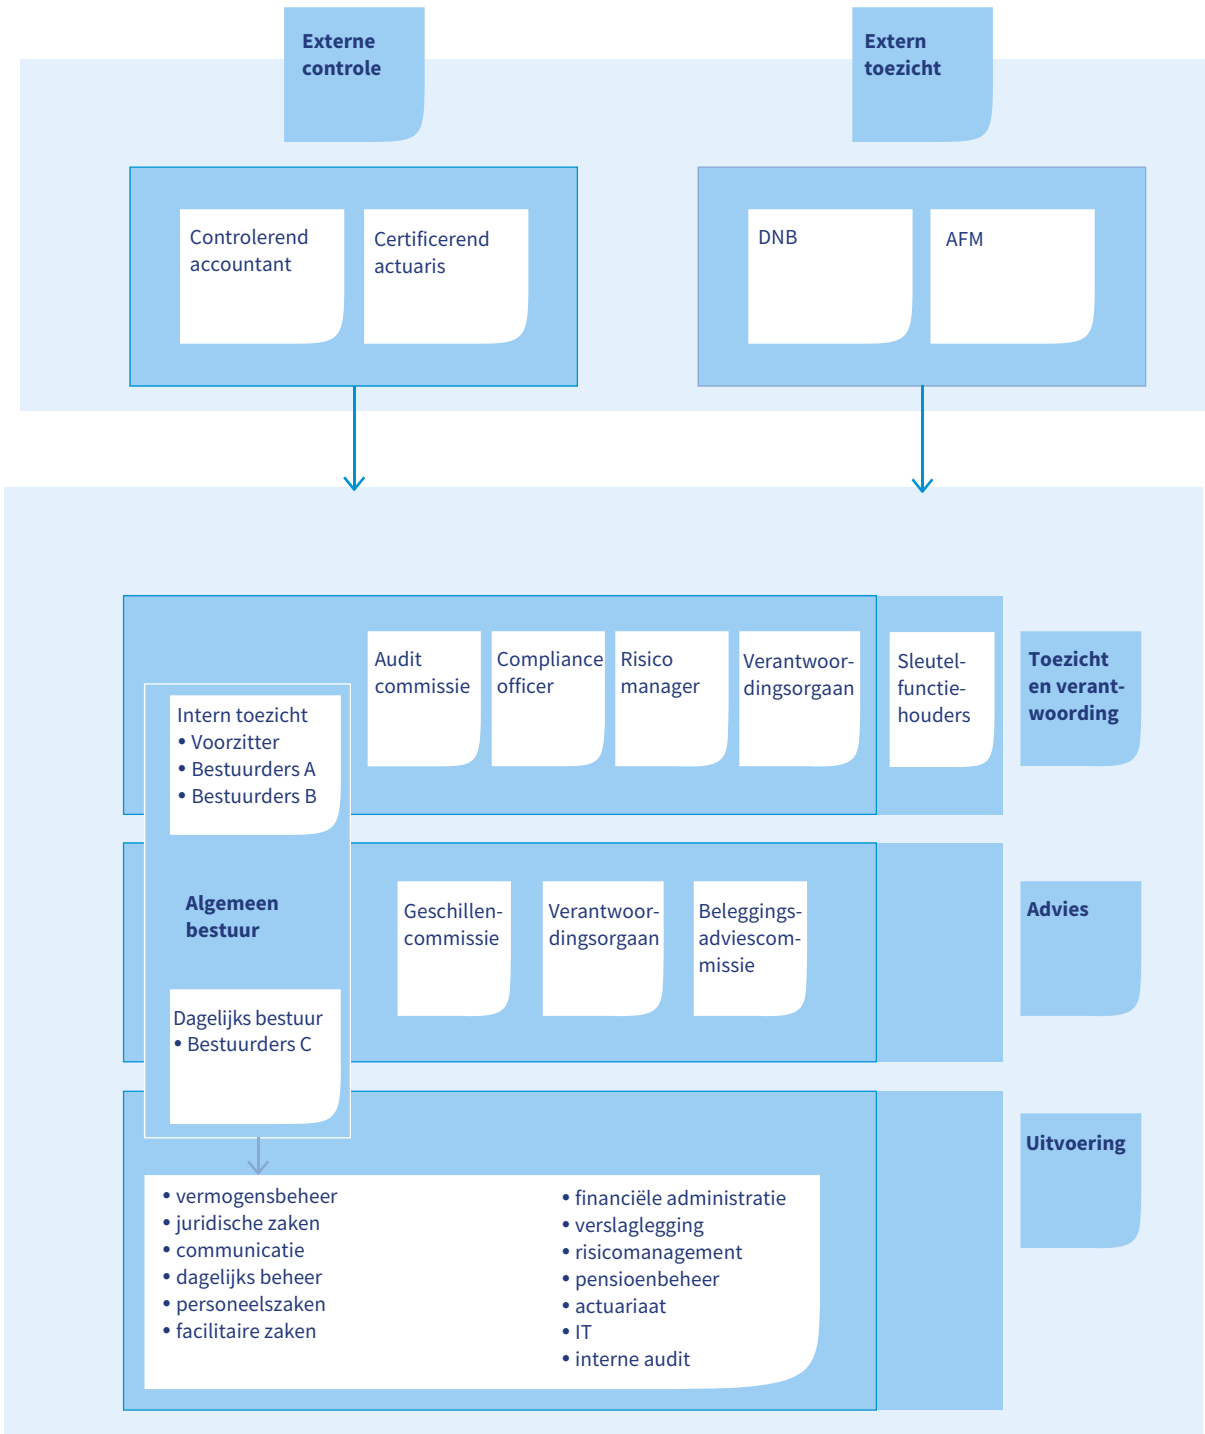 Externe
controle
Extern
toezicht
Controlerend
accountant
Certificerend
actuaris
DNB
AFM
Audit
commissie
Compliance
officer
Risico
manager
Verantwoor-
dingsorgaan
Sleutel-
functie-
houders
Toezicht
en verant-
woording
Intern toezicht
• Voorzitter
• Bestuurders A
• Bestuurders B
Algemeen
bestuur
Geschillen-
commissie
Verantwoor-
dingsorgaan
Beleggings-
adviescom-
missie
Advies
Dagelijks bestuur
• Bestuurders C
Uitvoering
• vermogensbeheer
• juridische zaken
• communicatie
• dagelijks beheer
• personeelszaken
• facilitaire zaken
• financiële administratie
• verslaglegging
• risicomanagement
• pensioenbeheer
• actuariaat
• IT
• interne audit